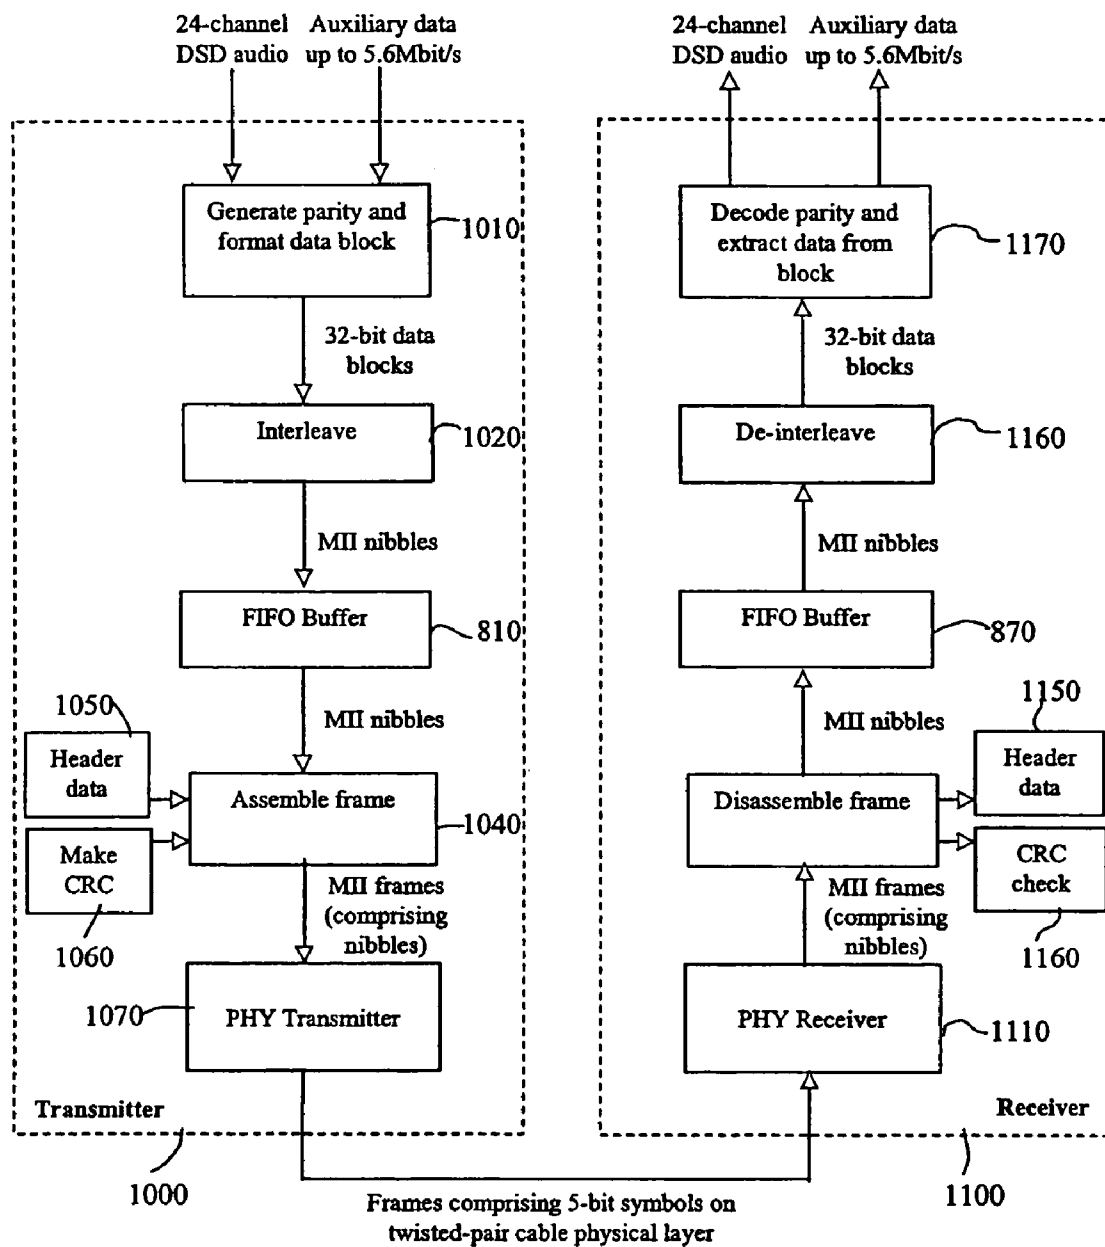 24-channel
DSD audio
Auxiliary data
up to 5.6Mbit/s
Generate parity and
format data block
1010
32-bit data
blocks
Interleave
1020
MII nibbles
FIFO Buffer
810
MII nibbles
1050
Header
data
Assemble frame
1040
Make
CRC
1060
MII frames
(comprising
nibbles)
1070
PHY Transmitter
Transmitter
1000
24-channel
DSD audio
Auxiliary data
up to 5.6Mbit/s
Decode parity and
extract data from
block
1170
32-bit data
blocks
De-interleave
1160
MII nibbles
FIFO Buffer
870
MII nibbles
1150
Header
data
Disassemble frame
CRC
check
1160
MII frames
(comprising
nibbles)
PHY Receiver
1110
Receiver
1100
Frames comprising 5-bit symbols on
twisted-pair cable physical layer